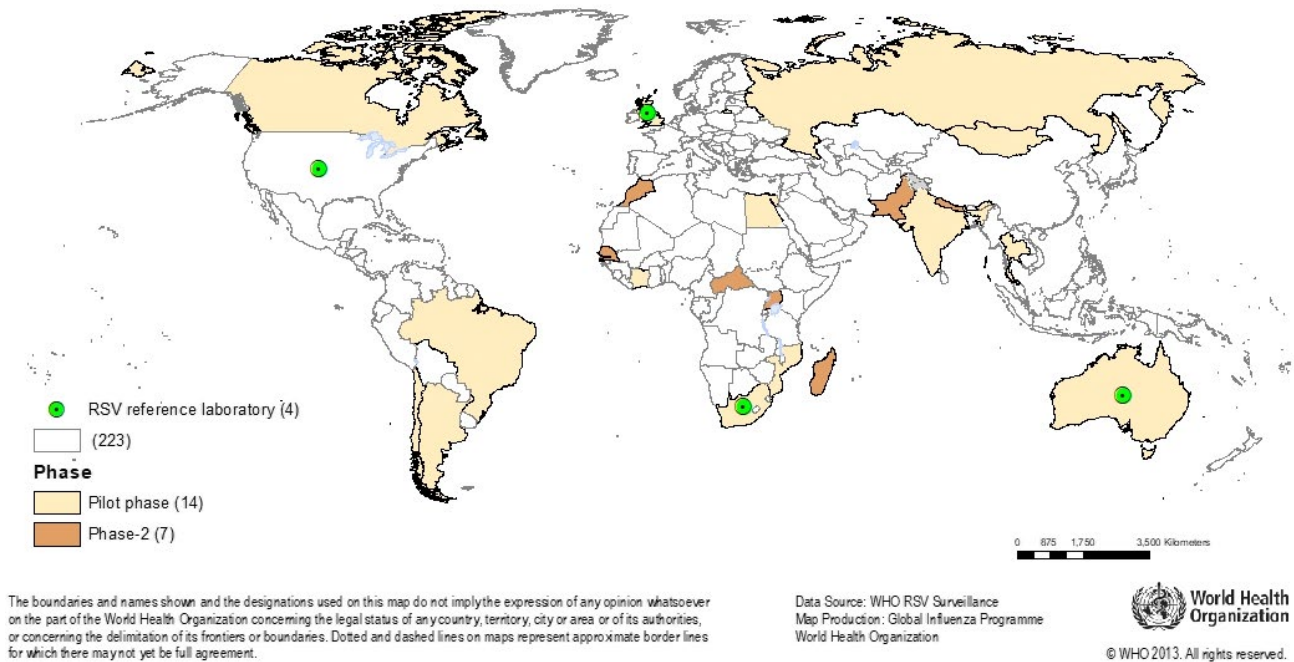 RSV reference laboratory (4)
(223)
Phase
Pilot phase (14)
Phase-2 (7)
0 875 1,750 3,500 Kilometers
The boundaries and names shown and the designations used on this map do not imply the expression of any opinion whatsoever
on the part of the World Health Organization concerning the legal status of any country, territory, city or area or of its authorities,
or concerning the delimitation of its frontiers or boundaries. Dotted and dashed lines on maps represent approximate border lines
for which there may not yet be full agreement.
Data Source: WHO RSV Surveillance
Map Production: Global Influenza Programme
World Health Organization
World Health
Organization
© WHO 2013. All rights reserved.